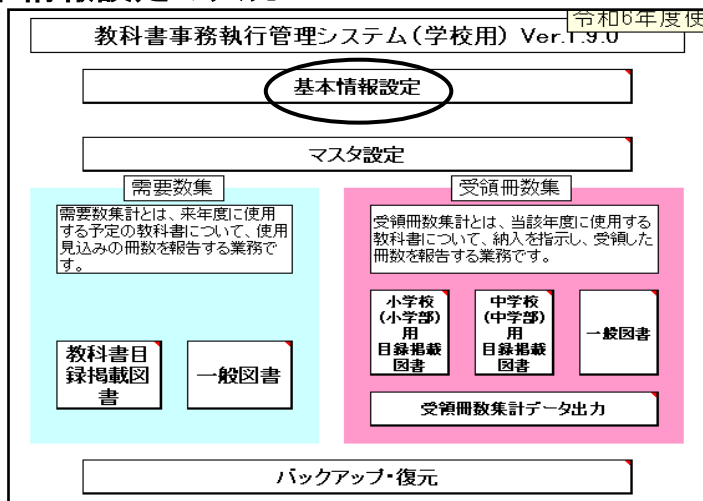 令和6年度使
教科書事務執行管理システム(学校用) Ver.1.9.0
基本情報設定
マスタ設定
需要数集
需要数集計とは、来年度に使用
する予定の教科書について、使用
見込みの冊数を報告する業務で
す。
教科書目
録掲載図
書
一般図書
受領冊数集
受領冊数集計とは、当該年度に使用する
教科書について、納入を指示し、受領した
冊数を報告する業務です。
小学校
(小学部)
用
目録掲載
図書
中学校
(中学部)
用
目録掲載
図書
一般図書
受領冊数集計データ出力
バックアップ・復元